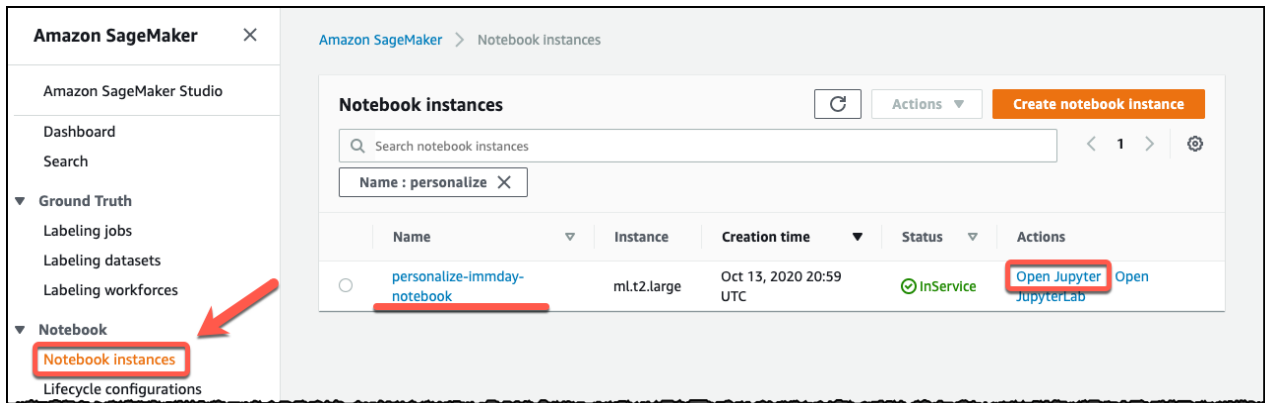 Amazon SageMaker
Amazon SageMaker Studio
Dashboard
Search
Ground Truth
Labeling jobs
Labeling datasets
Labeling workforces
Notebook
Notebook instances
Lifecycle configurations
Amazon SageMaker > Notebook instances
Notebook instances
Actions
Create notebook instance
Search notebook instances
1
Name : personalize
Name Instance Creation time Status Actions
personalize-immday-
notebook
ml.t2.large
Oct 13, 2020 20:59
UTC
InService
Open Jupyter Open
JupyterLab